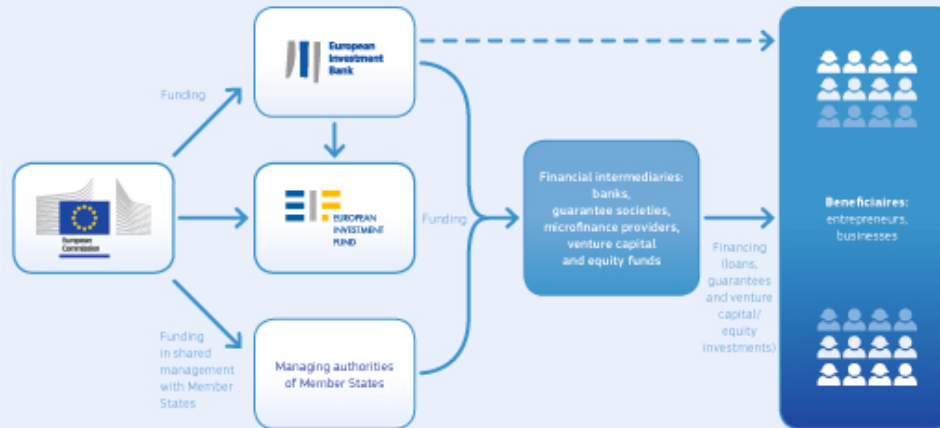 European
Investment
Bank
Funding
European
Commission
EIF
EUROPEAN
INVESTMENT
FUND
Funding
Funding
in shared
management
with Member
States
Managing authorities
of Member States
Financial intermediaries:
banks,
guarantee societies,
microfinance providers,
venture capital
and equity funds
Financing
(loans,
guarantees
and venture
capital/
equity
investments)
Beneficiaires:
entrepreneurs,
businesses